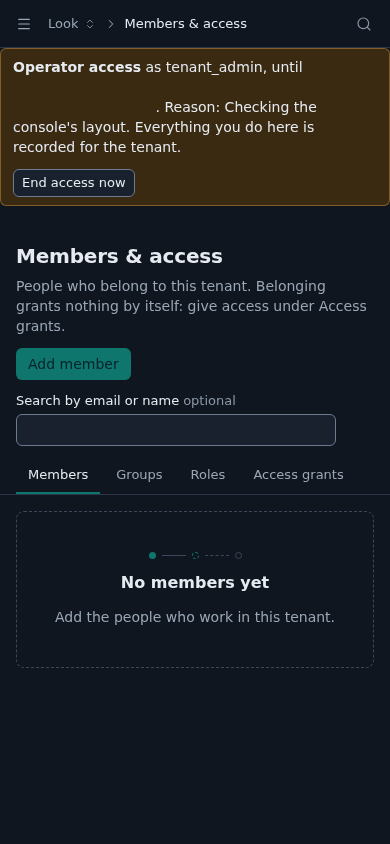 Look
Members & access
Operator access as tenant_admin, until
. Reason: Checking the
console's layout. Everything you do here is
recorded for the tenant.
End access now
Members & access
People who belong to this tenant. Belonging
grants nothing by itself: give access under Access
grants.
Add member
Search by email or name optional
Members
Groups
Roles
Access grants
No members yet
Add the people who work in this tenant.